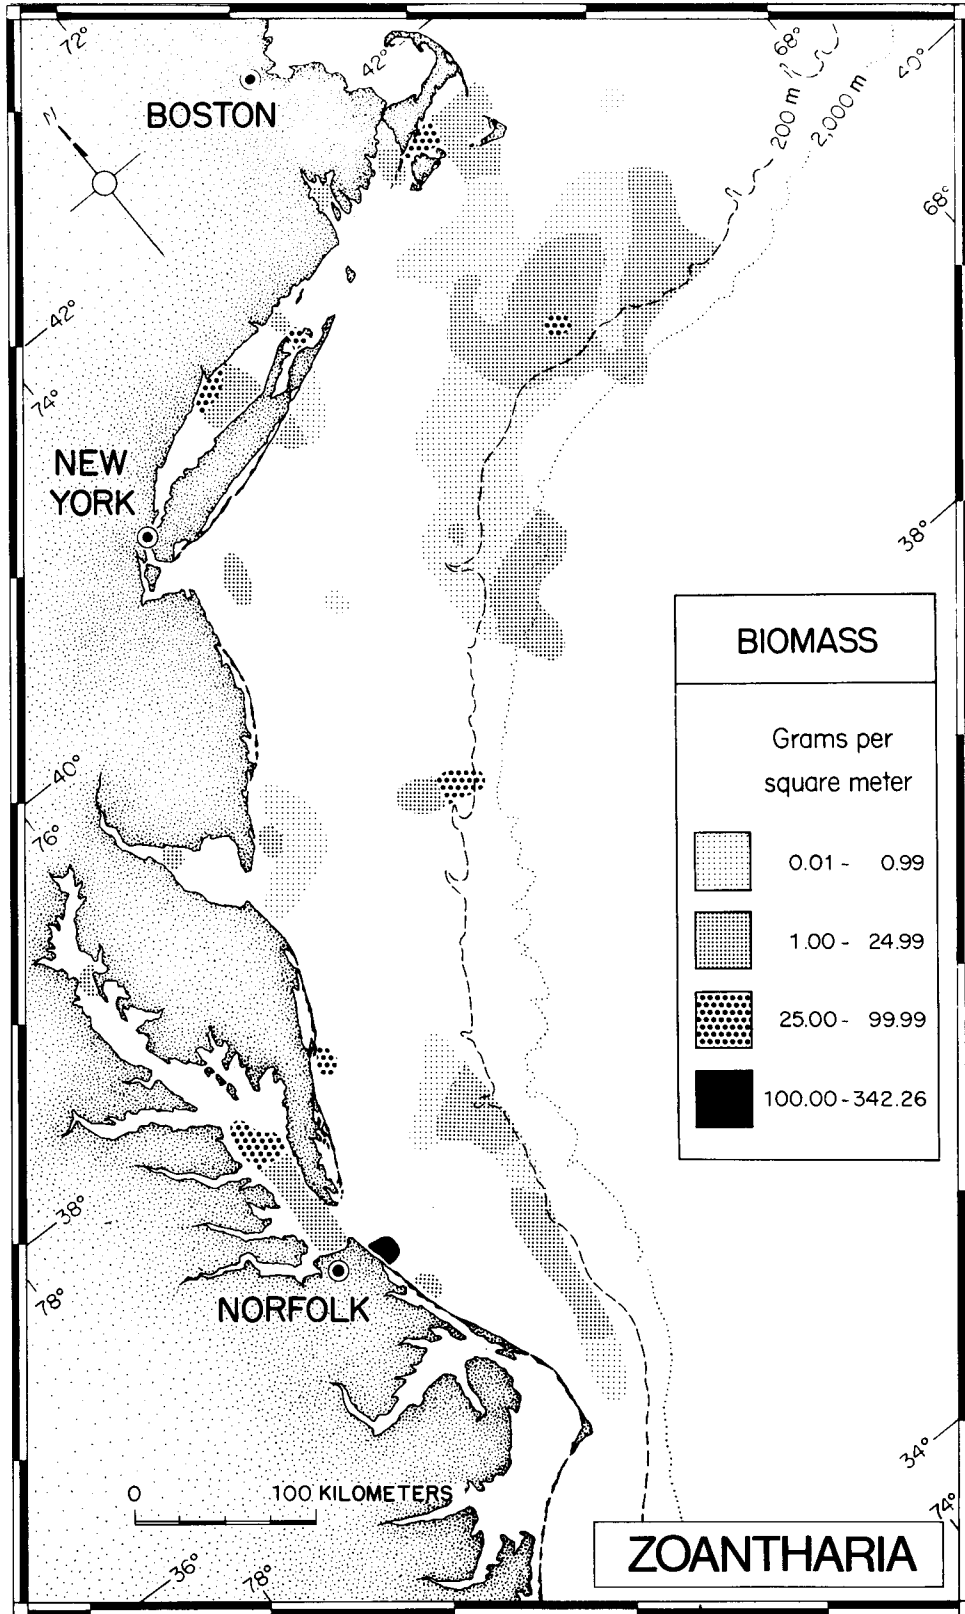 72°
42°
68°
40°
BOSTON
N
200 m
2,000 m
68°
42°
74°
NEW
YORK
38°
BIOMASS
Grams per
square meter
0.01 - 0.99
1.00 - 24.99
25.00 - 99.99
100.00 - 342.26
40°
76°
38°
78°
NORFOLK
34°
74°
0 100 KILOMETERS
36°
78°
ZOANTHARIA